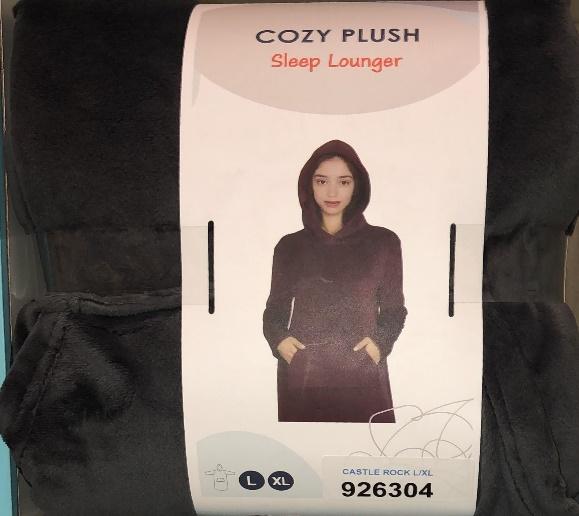 COZY PLUSH
Sleep Lounger
L XL
CASTLE ROCK L/XL
926304